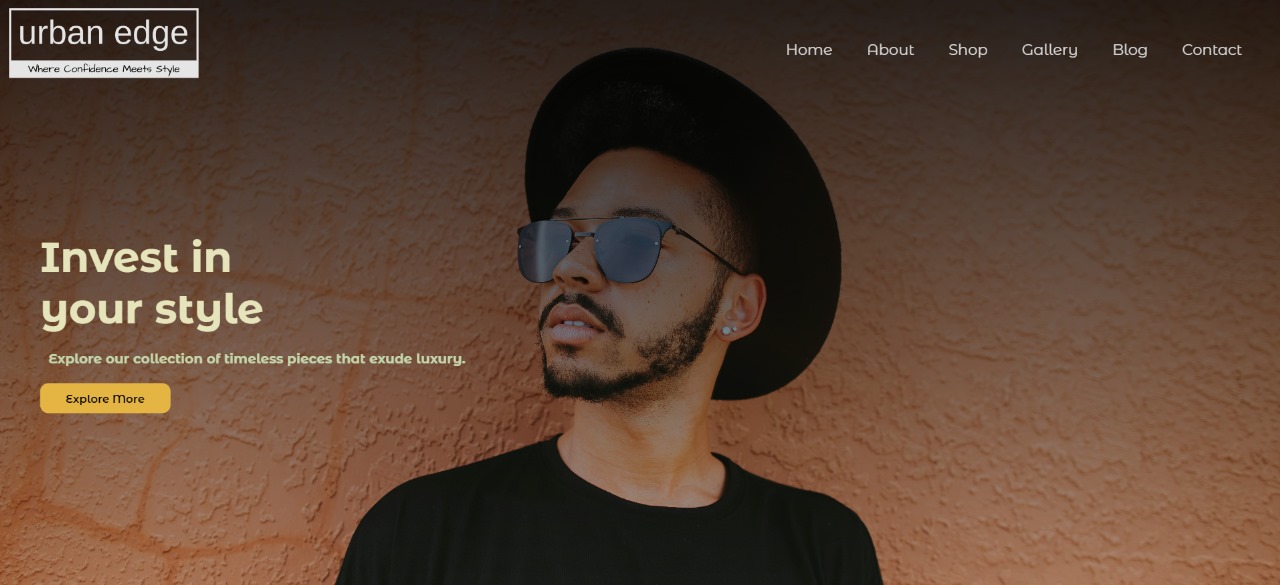 urban edge
Where Confidence Meets Style
Home About Shop Gallery Blog Contact
Invest in
your style
Explore our collection of timeless pieces that exude luxury.
Explore More